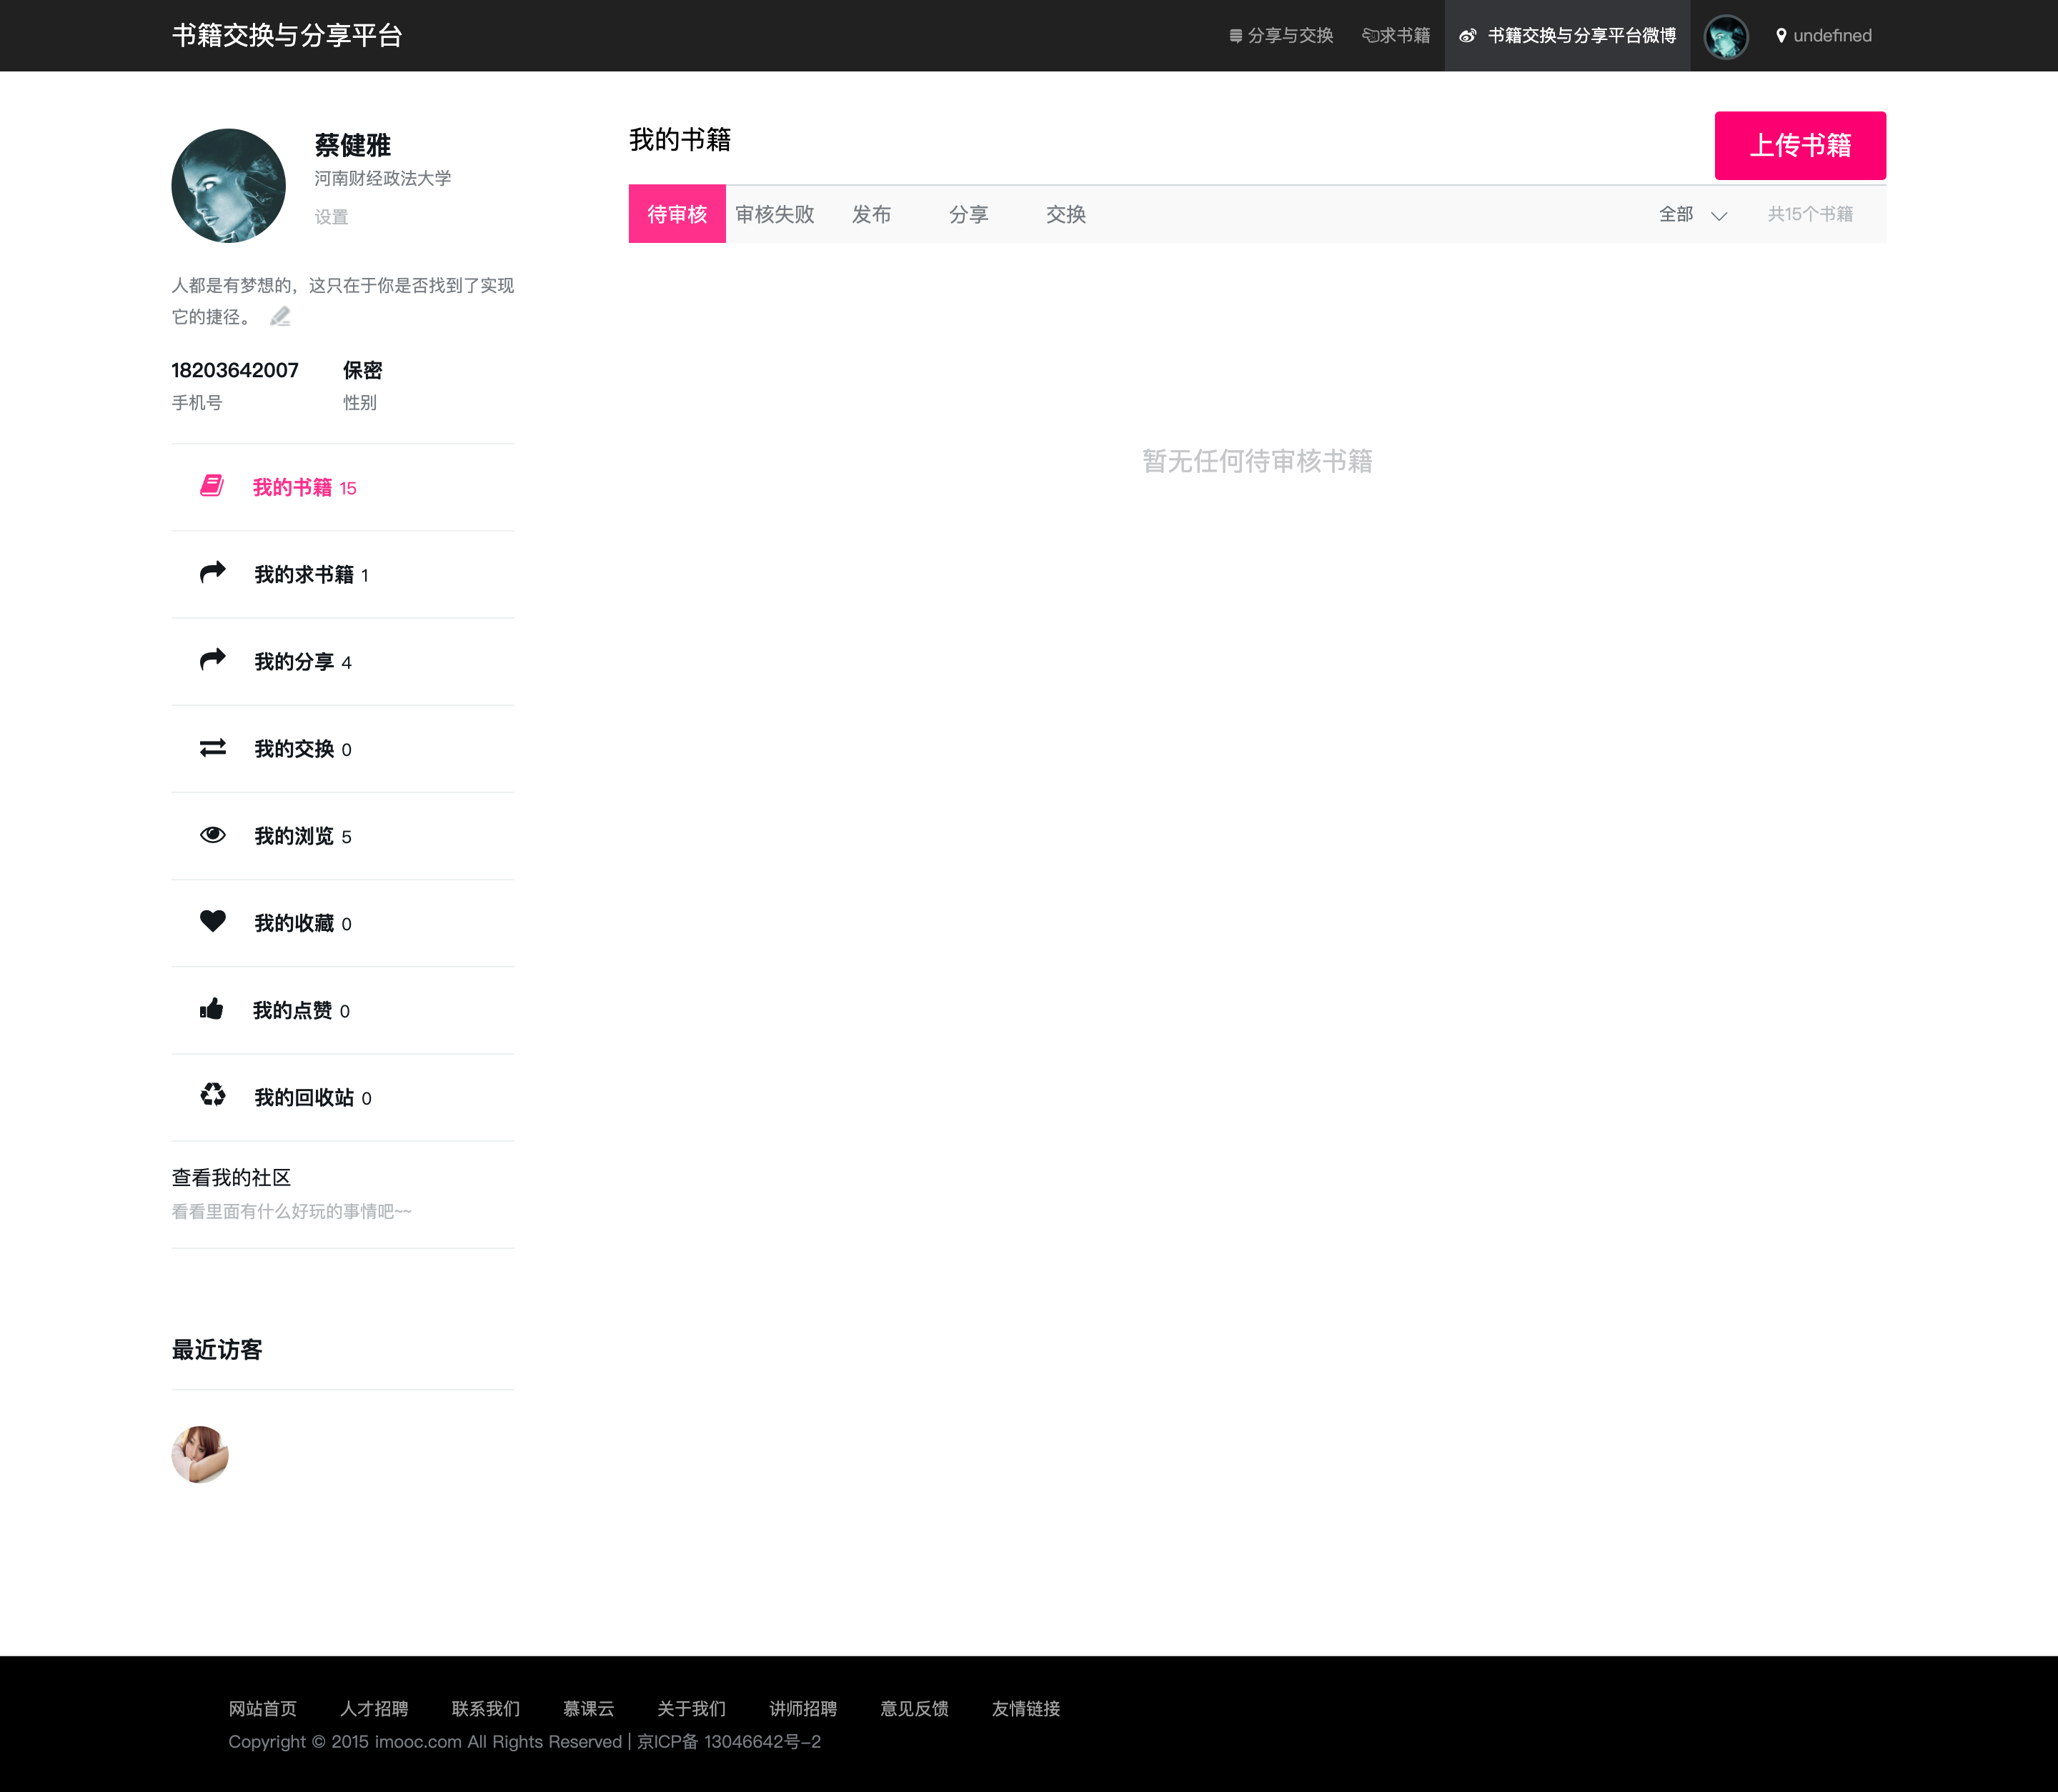 书籍交换与分享平台
分享与交换
求书籍
书籍交换与分享平台微博
undefined
蔡健雅
河南财经政法大学
设置
人都是有梦想的，这只在于你是否找到了实现
它的捷径。
18203642007 保密
手机号 性别
我的书籍 15
我的求书籍 1
我的分享 4
我的交换 0
我的浏览 5
我的收藏 0
我的点赞 0
我的回收站 0
查看我的社区
看看里面有什么好玩的事情吧~~
最近访客
我的书籍
上传书籍
待审核 审核失败 发布 分享 交换 全部 共15个书籍
暂无任何待审核书籍
网站首页 人才招聘 联系我们 慕课云 关于我们 讲师招聘 意见反馈 友情链接
Copyright © 2015 imooc.com All Rights Reserved | 京ICP备 13046642号-2